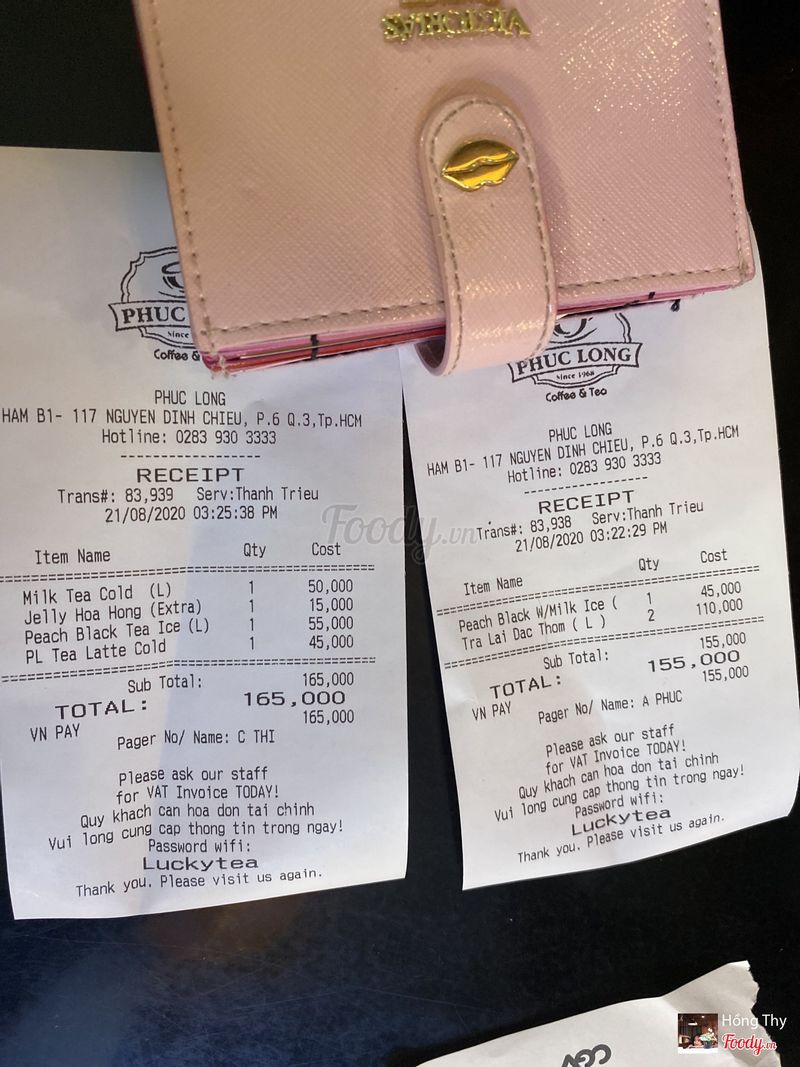 VICTORIA'S
PHUC
Since
Coffee &
PHUC LONG
HAM B1- 117 NGUYEN DINH CHIEU, P.6 Q.3,Tp.HCM
Hotline: 0283 930 3333
RECEIPT
Trans#: 83,939 Serv:Thanh Trieu
21/08/2020 03:25:38 PM
Item Name Qty Cost
Milk Tea Cold (L) 1 50,000
Jelly Hoa Hong (Extra) 1 15,000
Peach Black Tea Ice (L) 1 55,000
PL Tea Latte Cold 1 45,000
Sub Total: 165,000
TOTAL: 165,000
VN PAY 165,000
Pager No/ Name: C THI
Please ask our staff
for VAT Invoice TODAY!
Quy khach can hoa don tai chinh
Vui long cung cap thong tin trong ngay!
Password wifi:
Luckytea
Thank you. Please visit us again.
PHUC LONG
Since 1968
Coffee & Tea
PHUC LONG
HAM B1- 117 NGUYEN DINH CHIEU, P.6 Q.3,Tp.HCM
Hotline: 0283 930 3333
RECEIPT
Trans#: 83,938 Serv:Thanh Trieu
21/08/2020 03:22:29 PM
Item Name Qty Cost
Peach Black W/Milk Ice ( 1 45,000
Tra Lai Dac Thom ( L ) 2 110,000
Sub Total: 155,000
TOTAL: 155,000
VN PAY 155,000
Pager No/ Name: A PHUC
Please ask our staff
for VAT Invoice TODAY!
Quy khach can hoa don tai chinh
Vui long cung cap thong tin trong ngay!
Password wifi:
Luckytea
Thank you. Please visit us again.
Foody.vn
CGV
Hồng Thy
Foody.vn